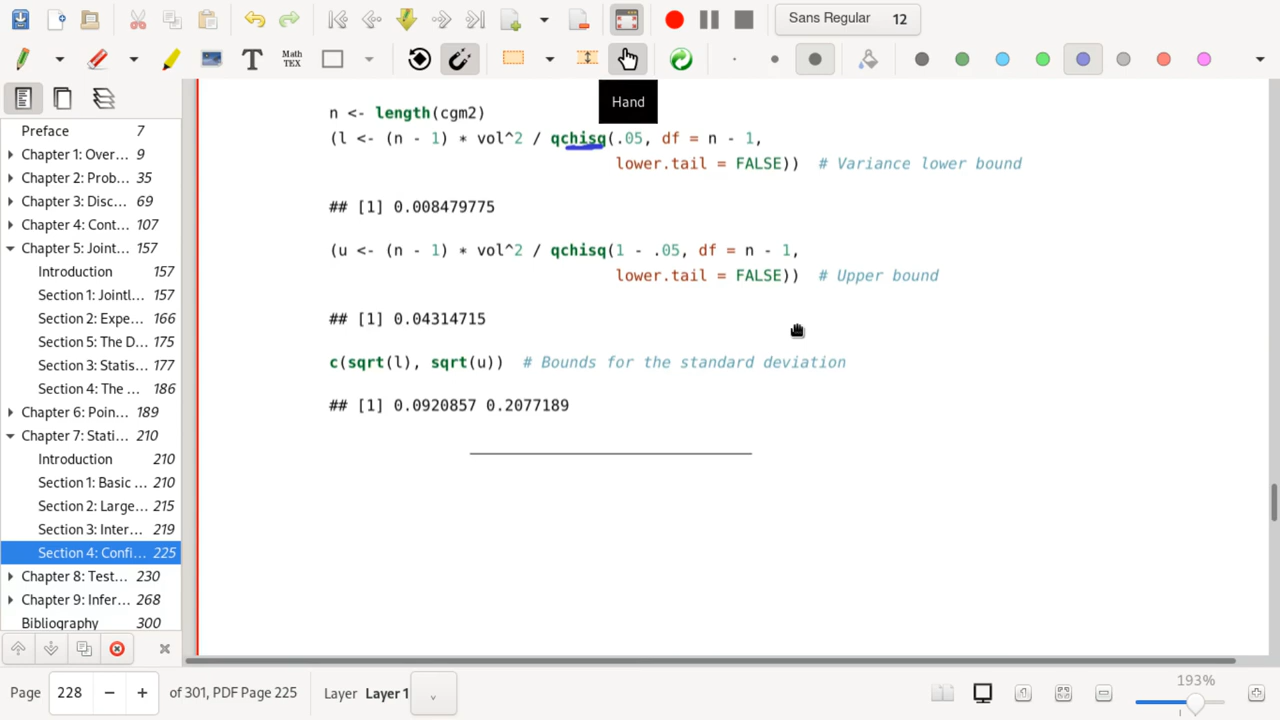 Sans Regular 12
T Math TEX
Hand
Preface 7
Chapter 1: Over... 9
Chapter 2: Prob... 35
Chapter 3: Disc... 69
Chapter 4: Cont... 107
Chapter 5: Joint... 157
Introduction 157
Section 1: Jointl... 157
Section 2: Expe... 166
Section 5: The D... 175
Section 3: Statis... 177
Section 4: The ... 186
Chapter 6: Poin... 189
Chapter 7: Stati... 210
Introduction 210
Section 1: Basic ... 210
Section 2: Large... 215
Section 3: Inter... 219
Section 4: Confi... 225
Chapter 8: Test... 230
Chapter 9: Infer... 268
Bibliography 300
n <- length(cgm2)
(l <- (n - 1) * vol^2 / qchisq(.05, df = n - 1,
lower.tail = FALSE)) # Variance lower bound
## [1] 0.008479775
(u <- (n - 1) * vol^2 / qchisq(1 - .05, df = n - 1,
lower.tail = FALSE)) # Upper bound
## [1] 0.04314715
c(sqrt(l), sqrt(u)) # Bounds for the standard deviation
## [1] 0.0920857 0.2077189
Page 228 of 301, PDF Page 225 Layer Layer 1
193%